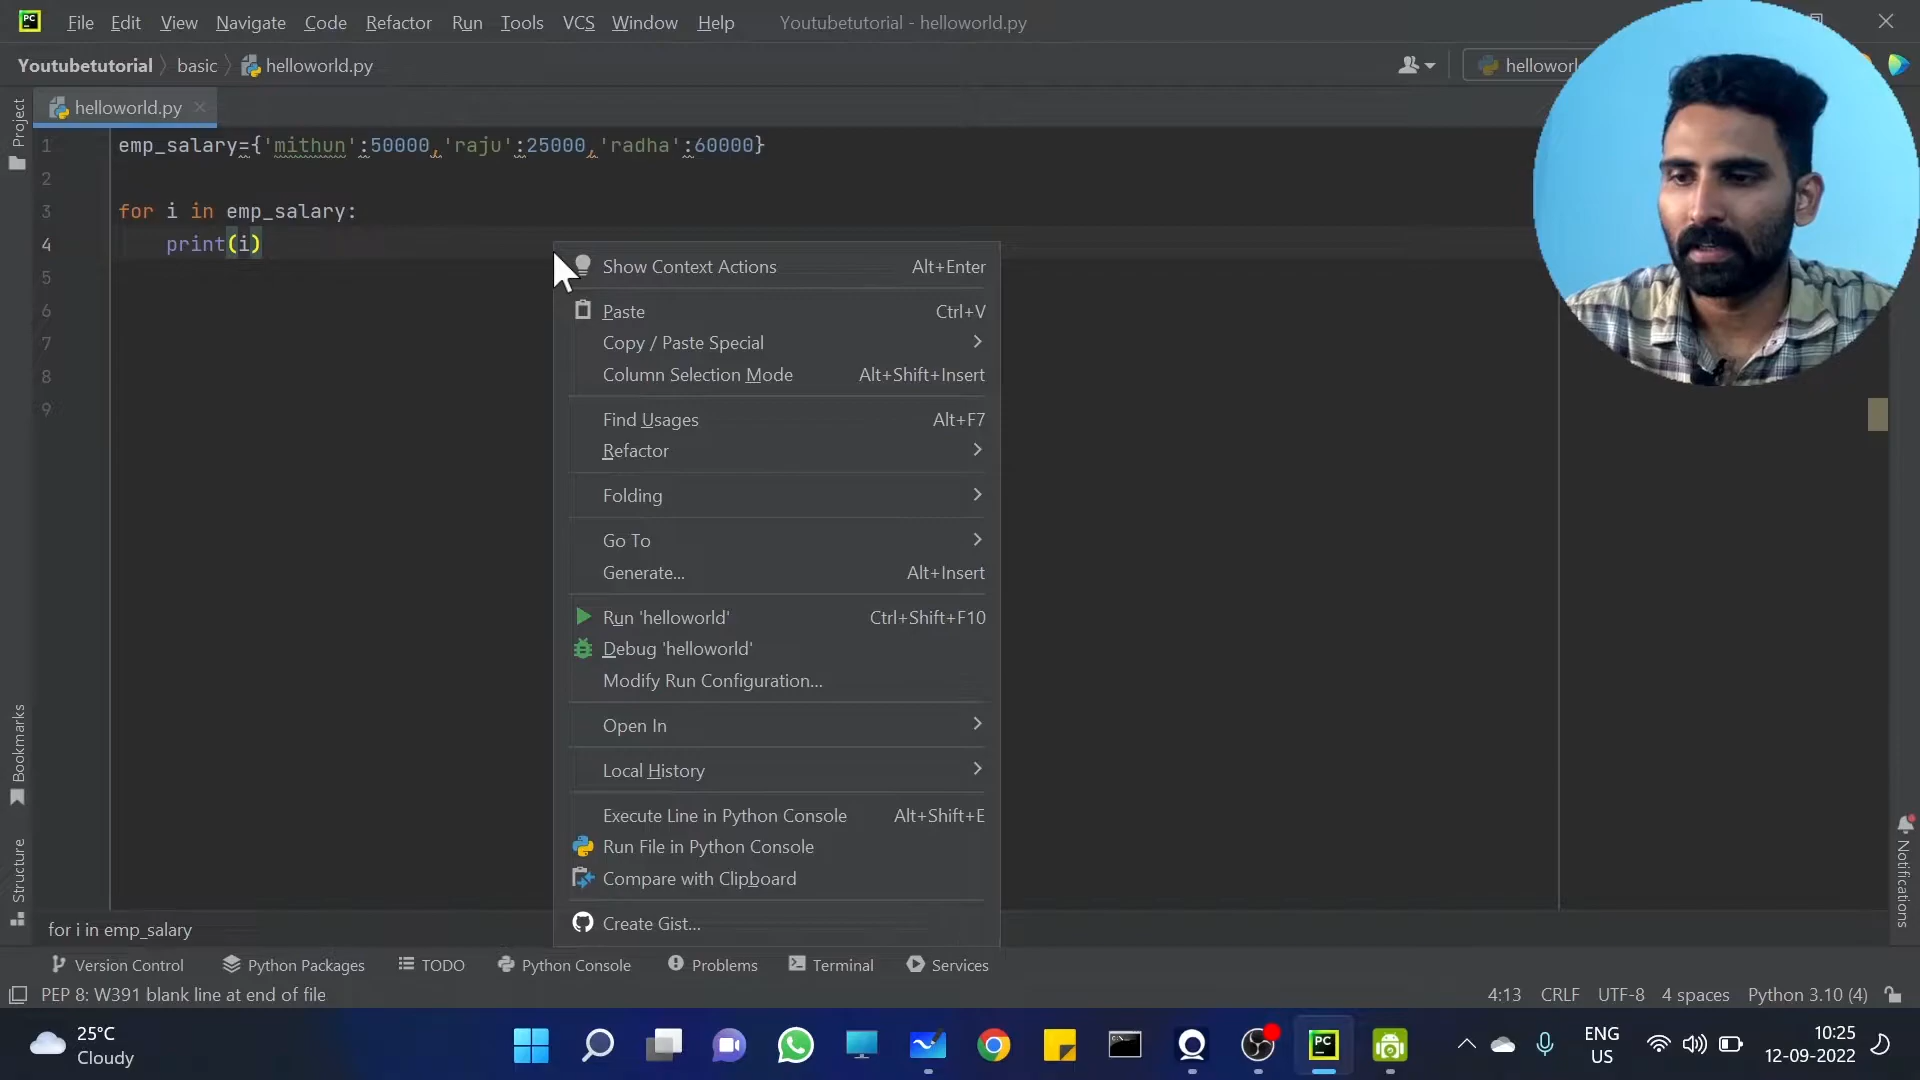 File Edit View Navigate Code Refactor Run Tools VCS Window Help Youtubetutorial - helloworld.py
Youtubetutorial basic helloworld.py
helloworld.py
1 emp_salary={'mithun':50000,'raju':25000,'radha':60000}
2
3 for i in emp_salary:
4 print(i)
5
6
7
8
9
Show Context Actions Alt+Enter
Paste Ctrl+V
Copy / Paste Special
Column Selection Mode Alt+Shift+Insert
Find Usages Alt+F7
Refactor
Folding
Go To
Generate... Alt+Insert
Run 'helloworld' Ctrl+Shift+F10
Debug 'helloworld'
Modify Run Configuration...
Open In
Local History
Execute Line in Python Console Alt+Shift+E
Run File in Python Console
Compare with Clipboard
Create Gist...
Project
Bookmarks
Structure
Notifications
for i in emp_salary
Version Control Python Packages TODO Python Console Problems Terminal Services
PEP 8: W391 blank line at end of file 4:13 CRLF UTF-8 4 spaces Python 3.10 (4)
25°C
Cloudy
PC
ENG
US
10:25
12-09-2022